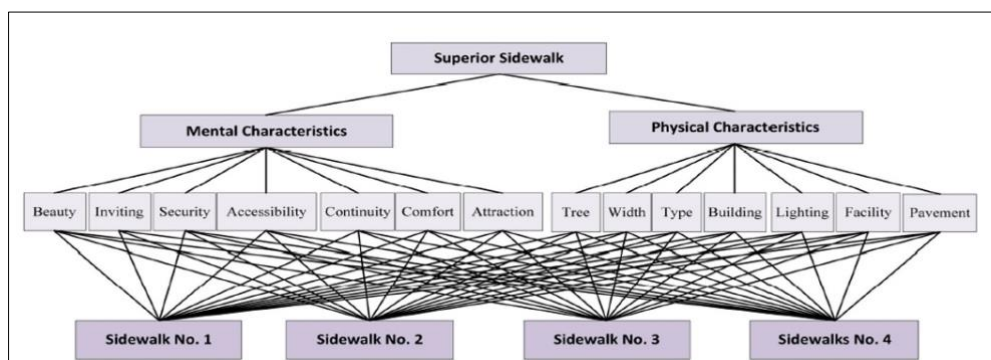 Superior Sidewalk
Mental Characteristics
Physical Characteristics
Beauty
Inviting
Security
Accessibility
Continuity
Comfort
Attraction
Tree
Width
Type
Building
Lighting
Facility
Pavement
Sidewalk No. 1
Sidewalk No. 2
Sidewalk No. 3
Sidewalks No. 4